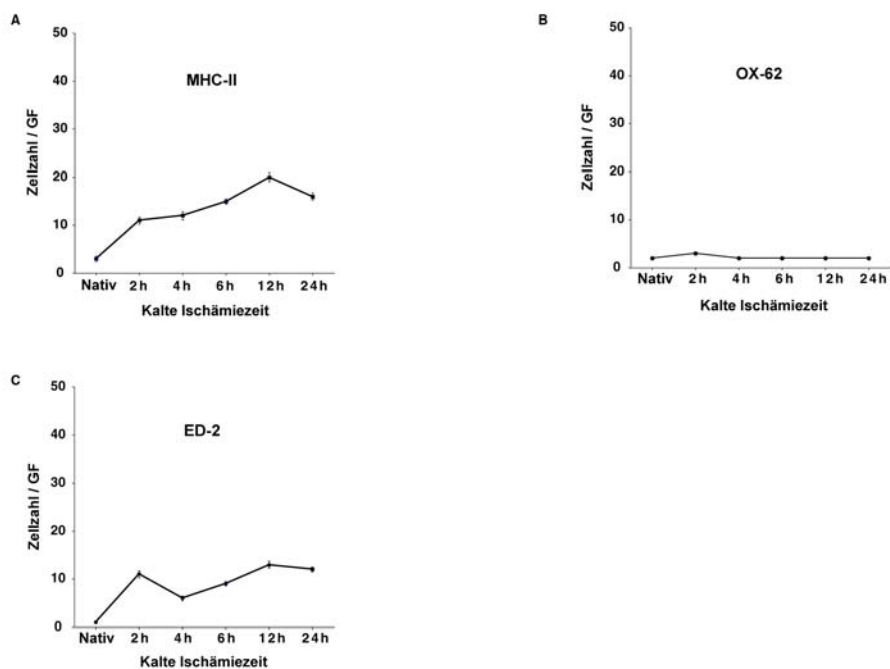 A
MHC-II
Zellzahl / GF
50
40
30
20
10
0
Nativ 2 h 4 h 6 h 12 h 24 h
Kalte Ischämiezeit
B
OX-62
Zellzahl / GF
50
40
30
20
10
0
Nativ 2 h 4 h 6 h 12 h 24 h
Kalte Ischämiezeit
C
ED-2
Zellzahl / GF
50
40
30
20
10
0
Nativ 2 h 4 h 6 h 12 h 24 h
Kalte Ischämiezeit